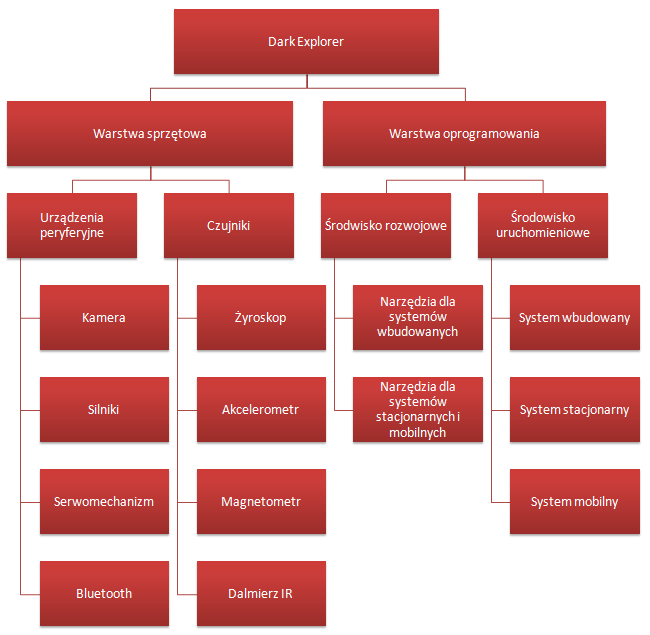 Dark Explorer
Warstwa sprzętowa
Warstwa oprogramowania
Urządzenia
peryferyjne
Czujniki
Środwisko rozwojowe
Środowisko
uruchomieniowe
Kamera
Silniki
Serwomechanizm
Bluetooth
Żyroskop
Akcelerometr
Magnetometr
Dalmierz IR
Narzędzia dla
systemów
wbudowanych
Narzędzia dla
systemów
stacjonarnych i
mobilnych
System wbudowany
System stacjonarny
System mobilny